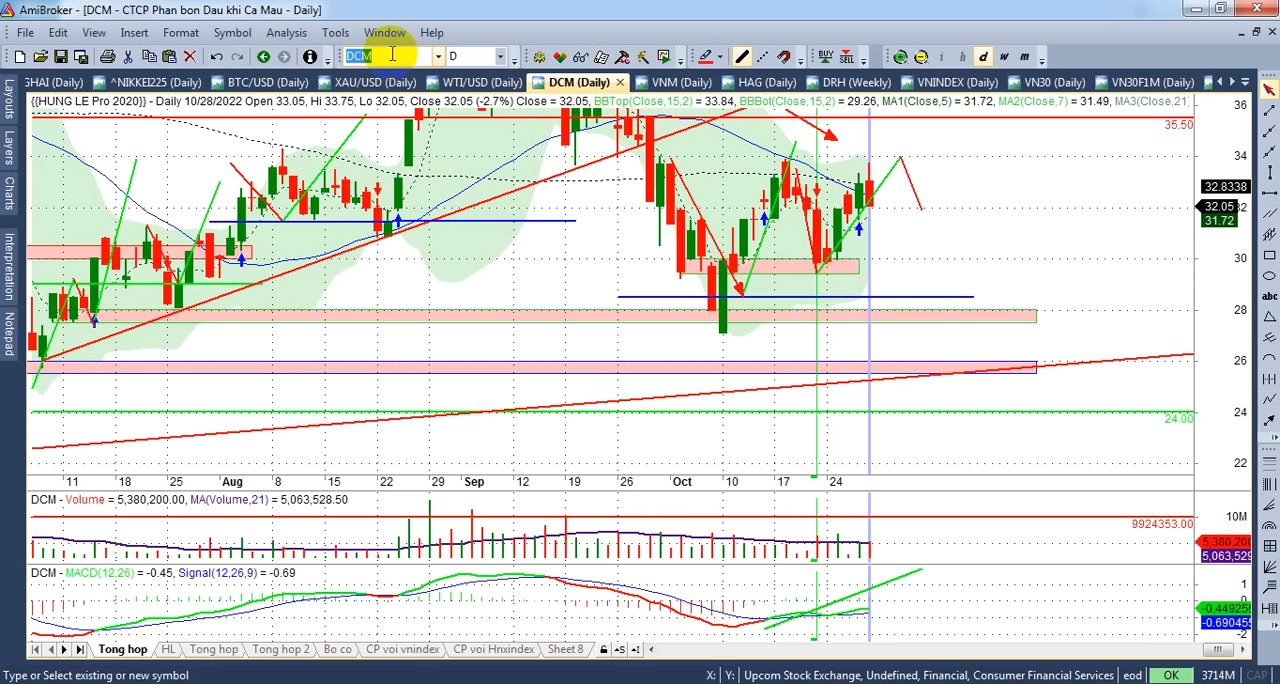 AmiBroker - [DCM - CTCP Phan bon Dau khi Ca Mau - Daily]
File Edit View Insert Format Symbol Analysis Tools Window Help
DCM D i h d w m BUY SELL
HAI (Daily) ^NIKKEI225 (Daily) BTC/USD (Daily) XAU/USD (Daily) WTI/USD (Daily) DCM (Daily) VNM (Daily) HAG (Daily) DRH (Weekly) VNINDEX (Daily) VN30 (Daily) VN30F1M (Daily)
{{HUNG LE Pro 2020}} - Daily 10/28/2022 Open 33.05, Hi 33.75, Lo 32.05, Close 32.05 (-2.7%) Close = 32.05, BBTop(Close,15,2) = 33.84, BBBot(Close,15,2) = 29.26, MA1(Close,5) = 31.72, MA2(Close,7) = 31.49, MA3(Close,21)
Layouts
Layers
Charts
Interpretation
Notepad
abc
36
35.50
34
32.8338
32.05
32
31.72
30
28
26
24
24.00
22
11 18 25 Aug 8 15 22 29 Sep 12 19 26 Oct 10 17 24
DCM - Volume = 5,380,200.00, MA(Volume,21) = 5,063,528.50
10M
9924353.00
5,380,200
5,063,529
DCM - MACD(12,26) = -0.45, Signal(12,26,9) = -0.69
1
0
-0.449256
-0.690455
-2
Tong hop HL Tong hop Tong hop 2 Bo co CP voi vnindex CP voi Hnxindex Sheet 8
Type or Select existing or new symbol X: Y: Upcom Stock Exchange, Undefined, Financial, Consumer Financial Services eod OK 3714M CAP